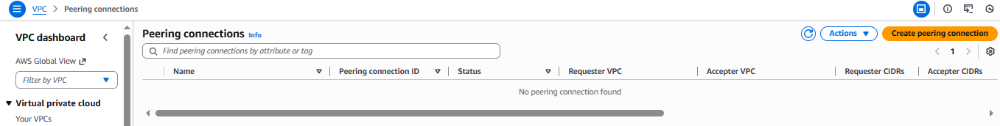 VPC > Peering connections
VPC dashboard
AWS Global View
Filter by VPC
Virtual private cloud
Your VPCs
Peering connections Info
Actions
Create peering connection
Find peering connections by attribute or tag
1
Name Peering connection ID Status Requester VPC Accepter VPC Requester CIDRs Accepter CIDRs
No peering connection found